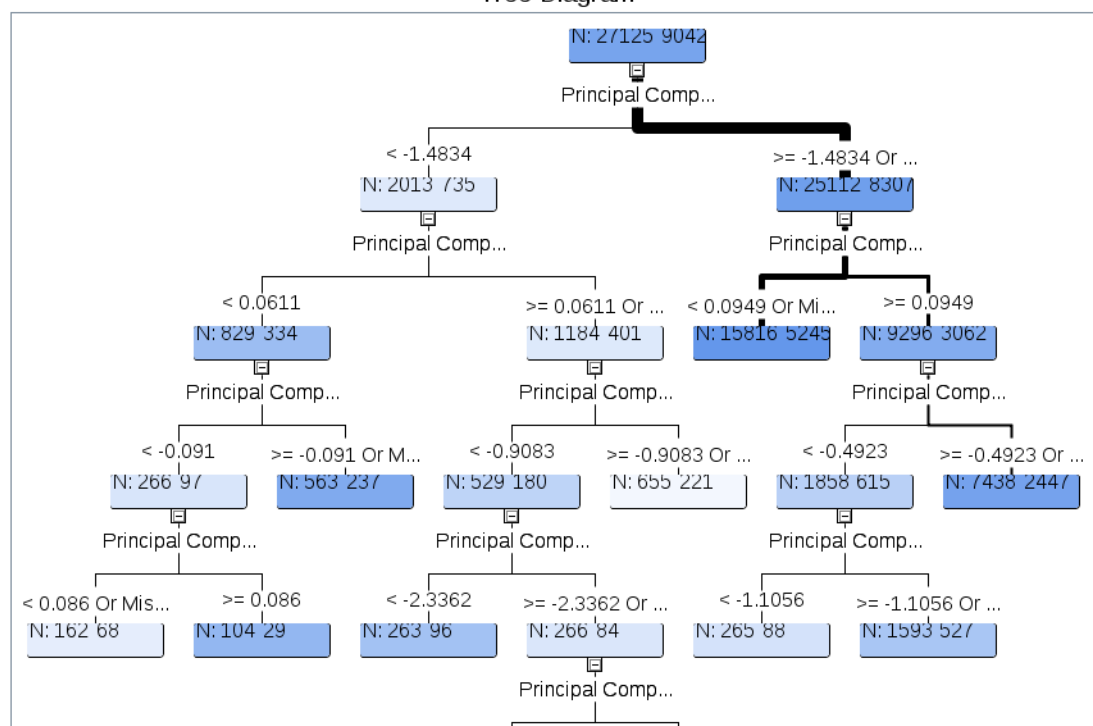 Tree Diagram
N: 27125 9042
Principal Comp...
< -1.4834
>= -1.4834 Or ...
N: 2013 735
N: 25112 8307
Principal Comp...
Principal Comp...
< 0.0611
>= 0.0611 Or ...
< 0.0949 Or Mi...
>= 0.0949
N: 829 334
N: 1184 401
N: 15816 5245
N: 9296 3062
Principal Comp...
Principal Comp...
Principal Comp...
< -0.091
>= -0.091 Or M...
< -0.9083
>= -0.9083 Or ...
< -0.4923
>= -0.4923 Or ...
N: 266 97
N: 563 237
N: 529 180
N: 655 221
N: 1858 615
N: 7438 2447
Principal Comp...
Principal Comp...
Principal Comp...
< 0.086 Or Mis...
>= 0.086
< -2.3362
>= -2.3362 Or ...
< -1.1056
>= -1.1056 Or ...
N: 162 68
N: 104 29
N: 263 96
N: 266 84
N: 265 88
N: 1593 527
Principal Comp...